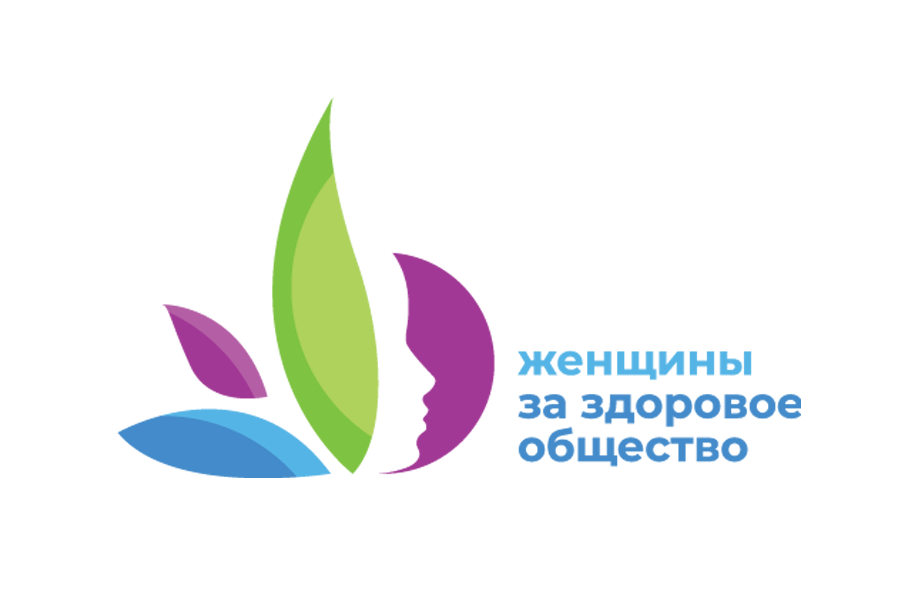 женщины
за здоровое
общество